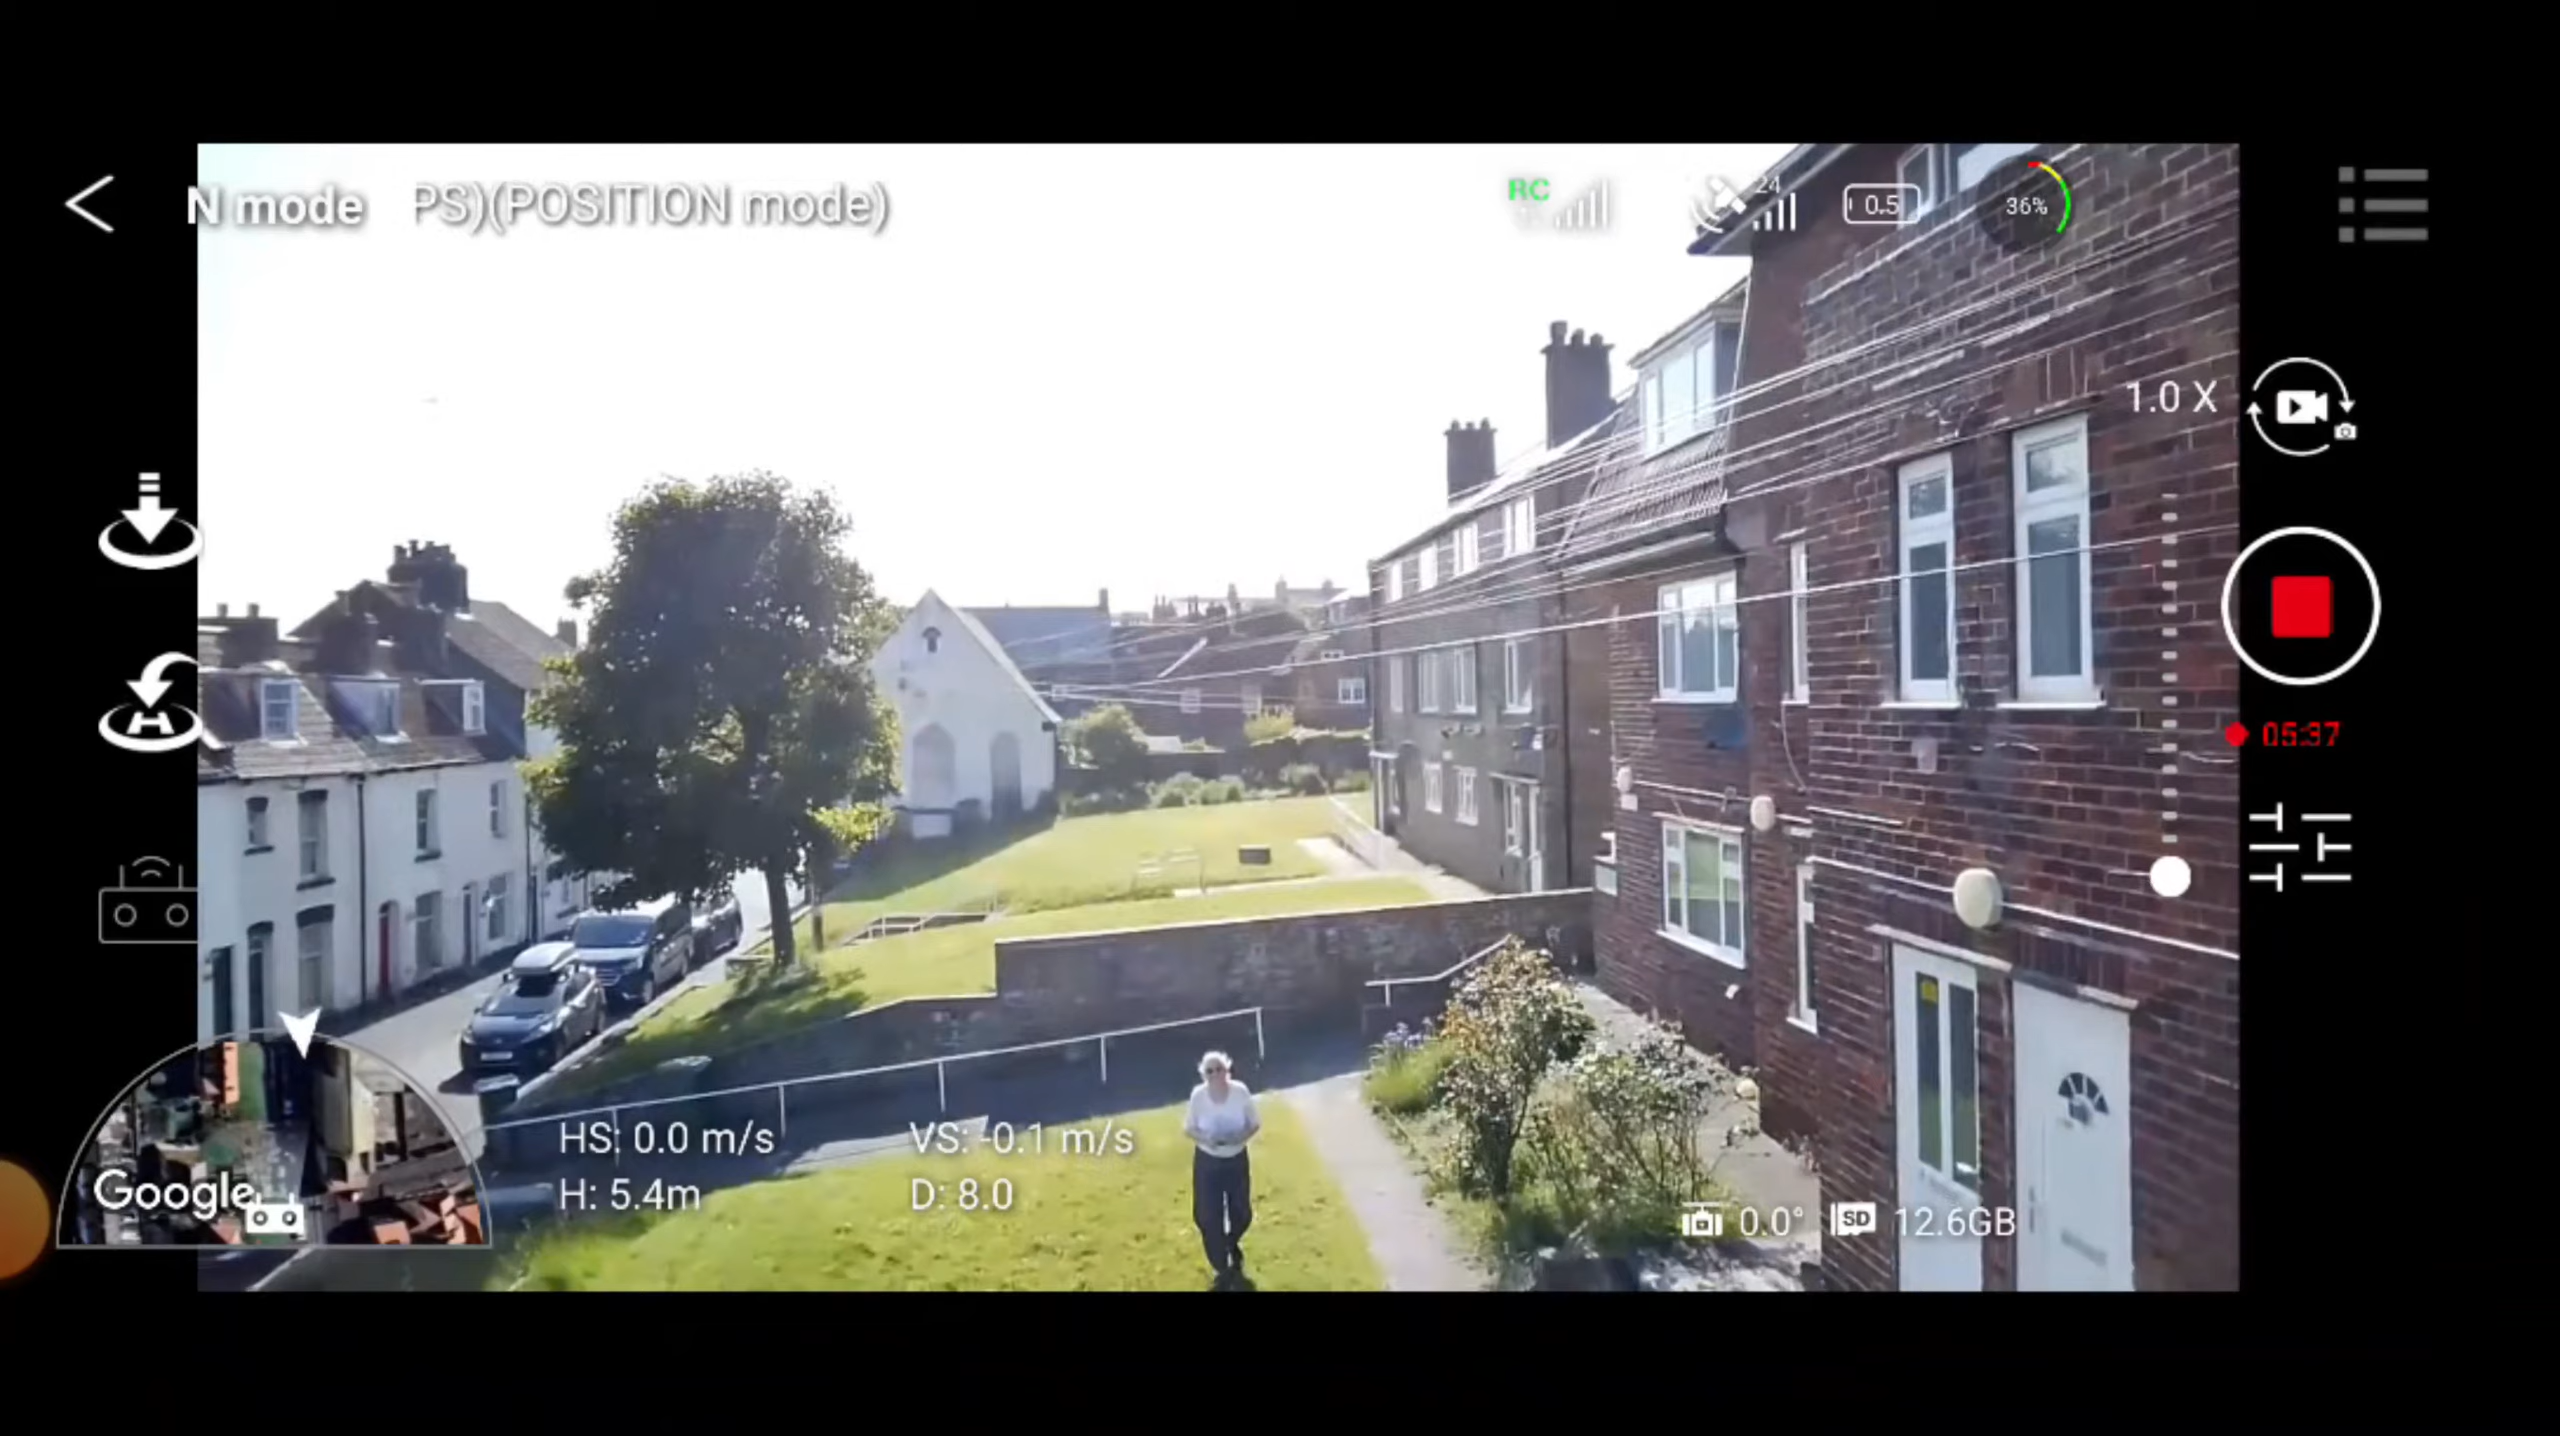 N mode PS)(POSITION mode)
RC
24
0.5
36%
1.0 X
05:37
HS: 0.0 m/s VS: -0.1 m/s
H: 5.4m D: 8.0
Google
H
0.0° SD 12.6GB